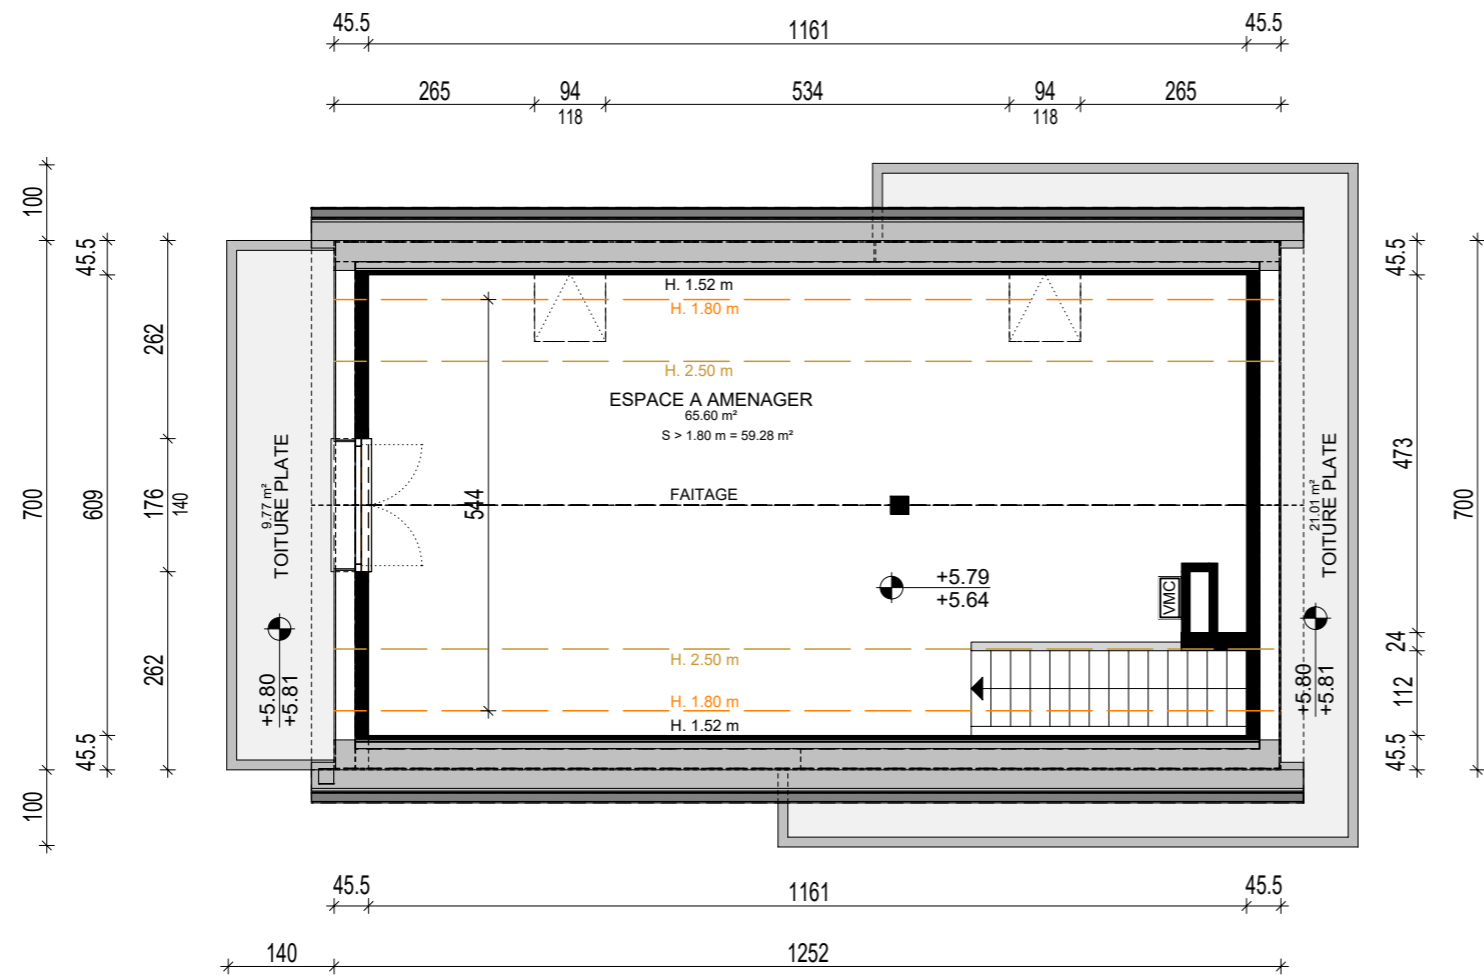 45.5
1161
45.5
265
94
118
534
94
118
265
100
700
100
45.5
609
45.5
262
176
140
262
H. 1.52 m
H. 1.80 m
H. 2.50 m
ESPACE A AMENAGER
65.60 m²
S > 1.80 m = 59.28 m²
FAITAGE
544
TOITURE PLATE
9.77 m²
+5.80
+5.81
+5.79
+5.64
VMC
H. 2.50 m
H. 1.80 m
H. 1.52 m
21.01 m²
TOITURE PLATE
+5.80
+5.81
45.5
473
24
112
45.5
700
45.5
1161
45.5
140
1252